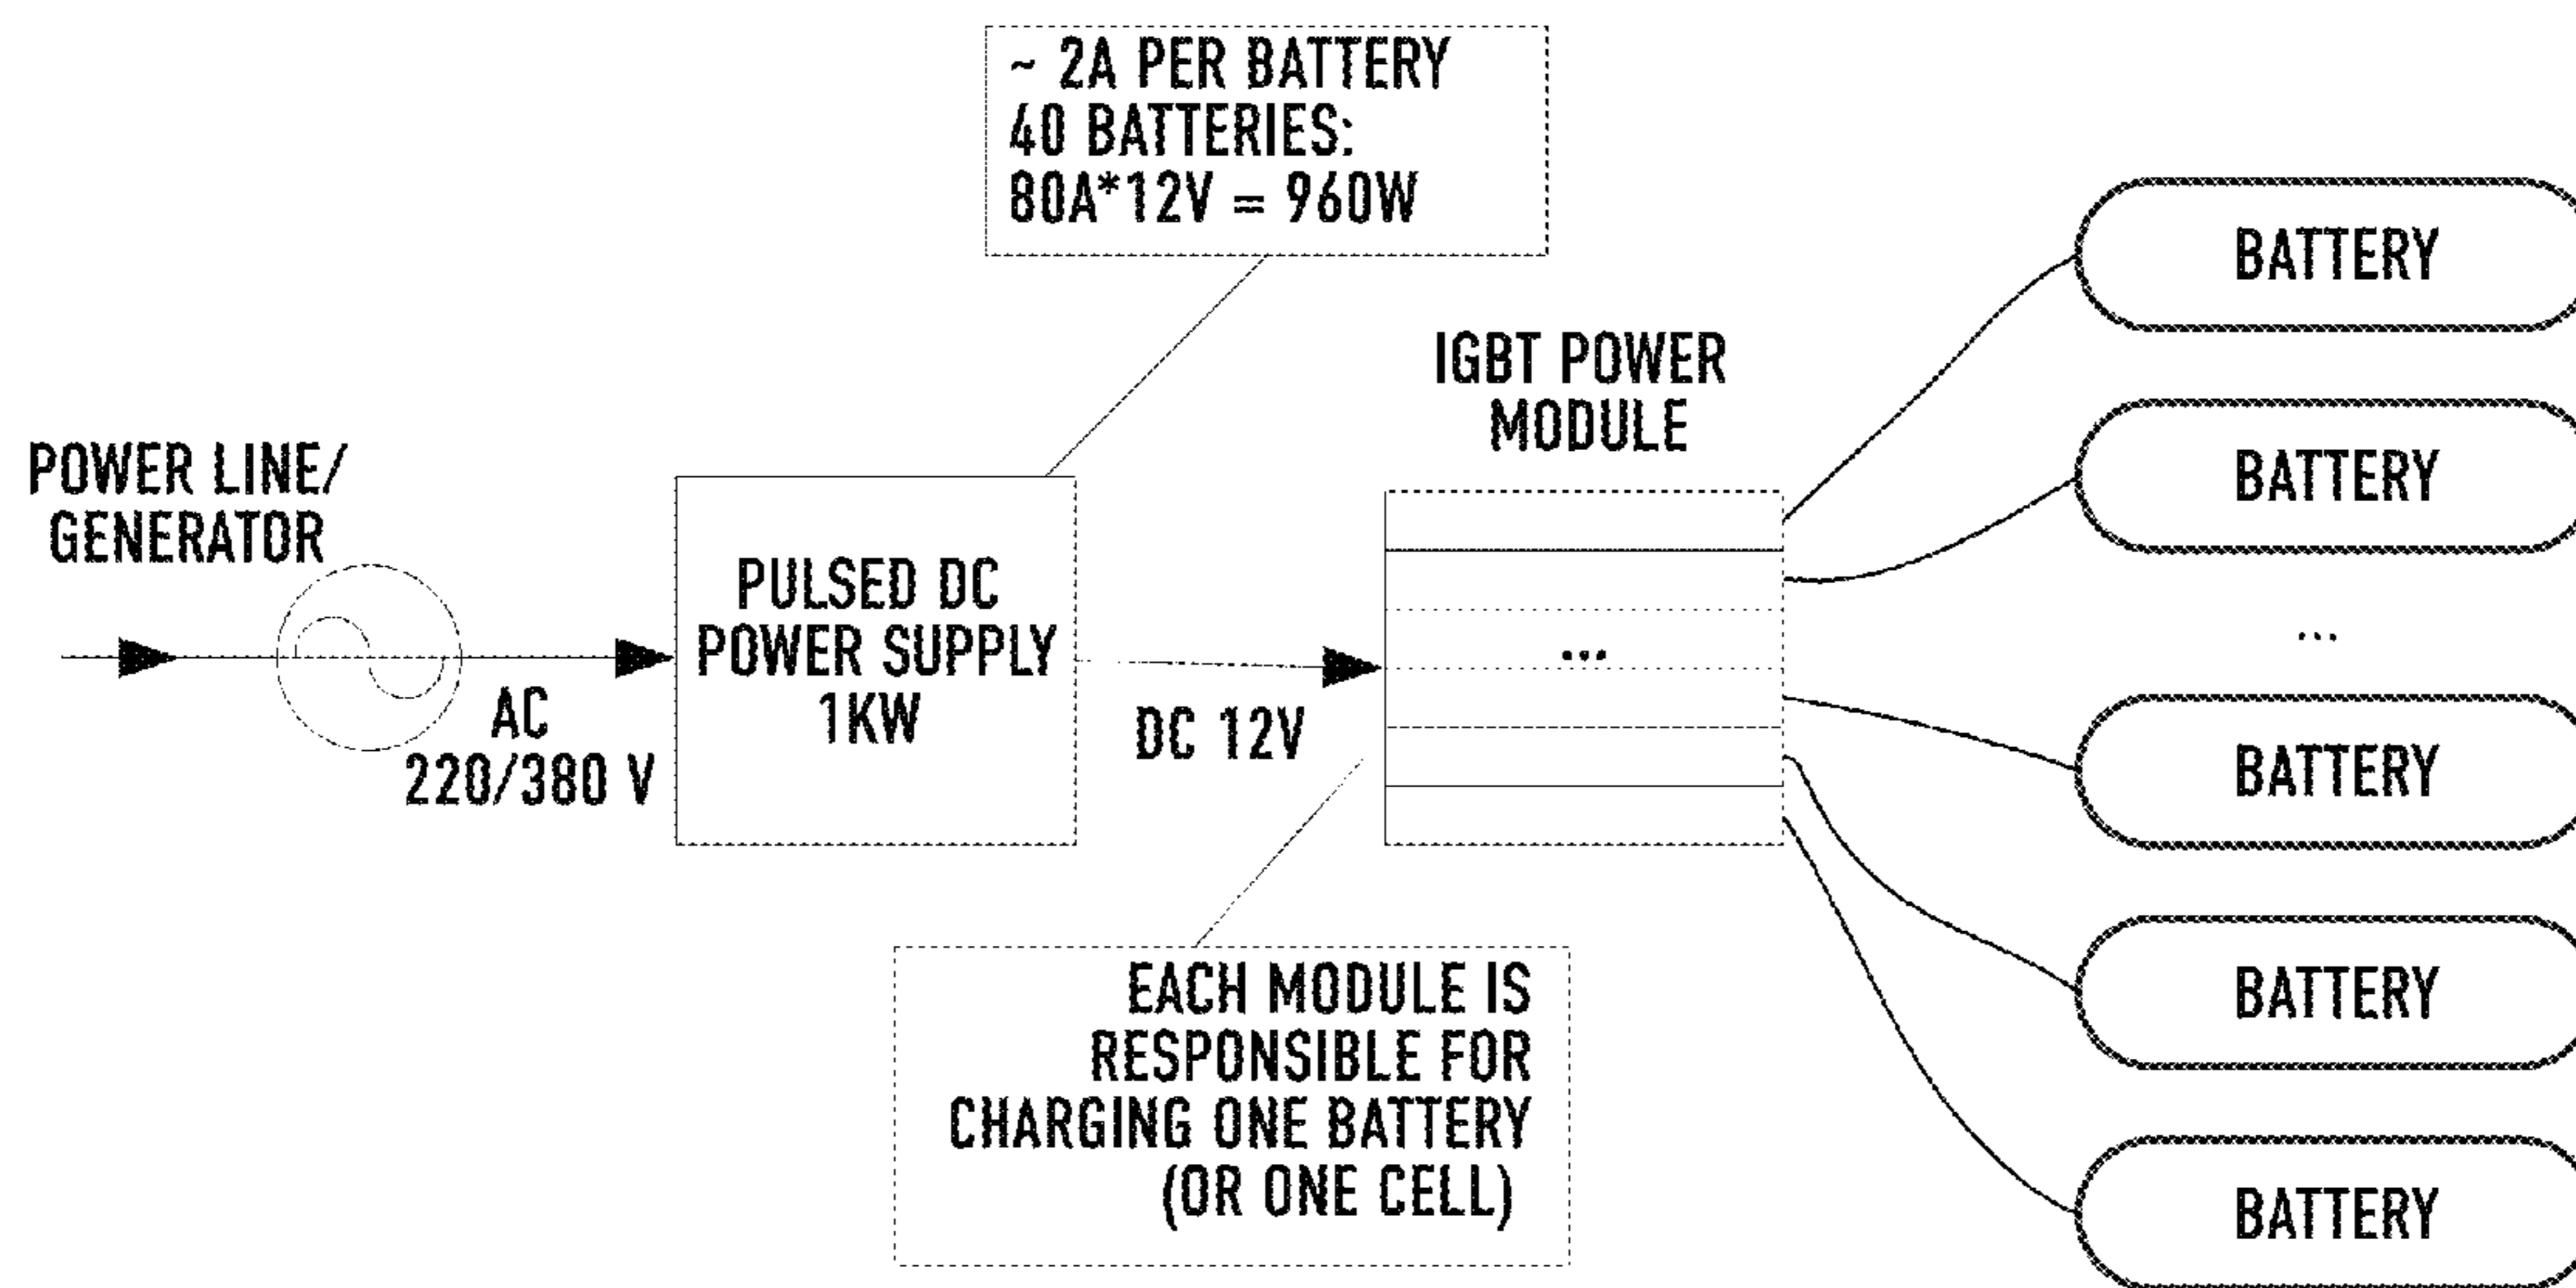 ~ 2A PER BATTERY
40 BATTERIES:
80A*12V = 960W
BATTERY
IGBT POWER
MODULE
BATTERY
POWER LINE/
GENERATOR
PULSED DC
POWER SUPPLY
1KW
...
...
AC
220/380 V
DC 12V
BATTERY
EACH MODULE IS
RESPONSIBLE FOR
CHARGING ONE BATTERY
(OR ONE CELL)
BATTERY
BATTERY